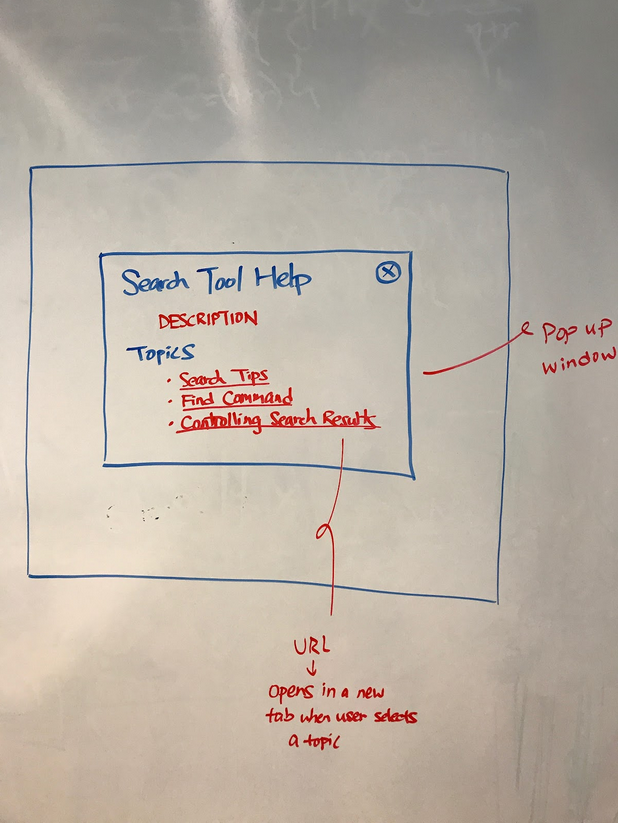 Search Tool Help
DESCRIPTION
TOPICS
• Search Tips
• Find Command
• Controlling Search Results
Pop up
window
URL
opens in a new
tab when user selects
a topic